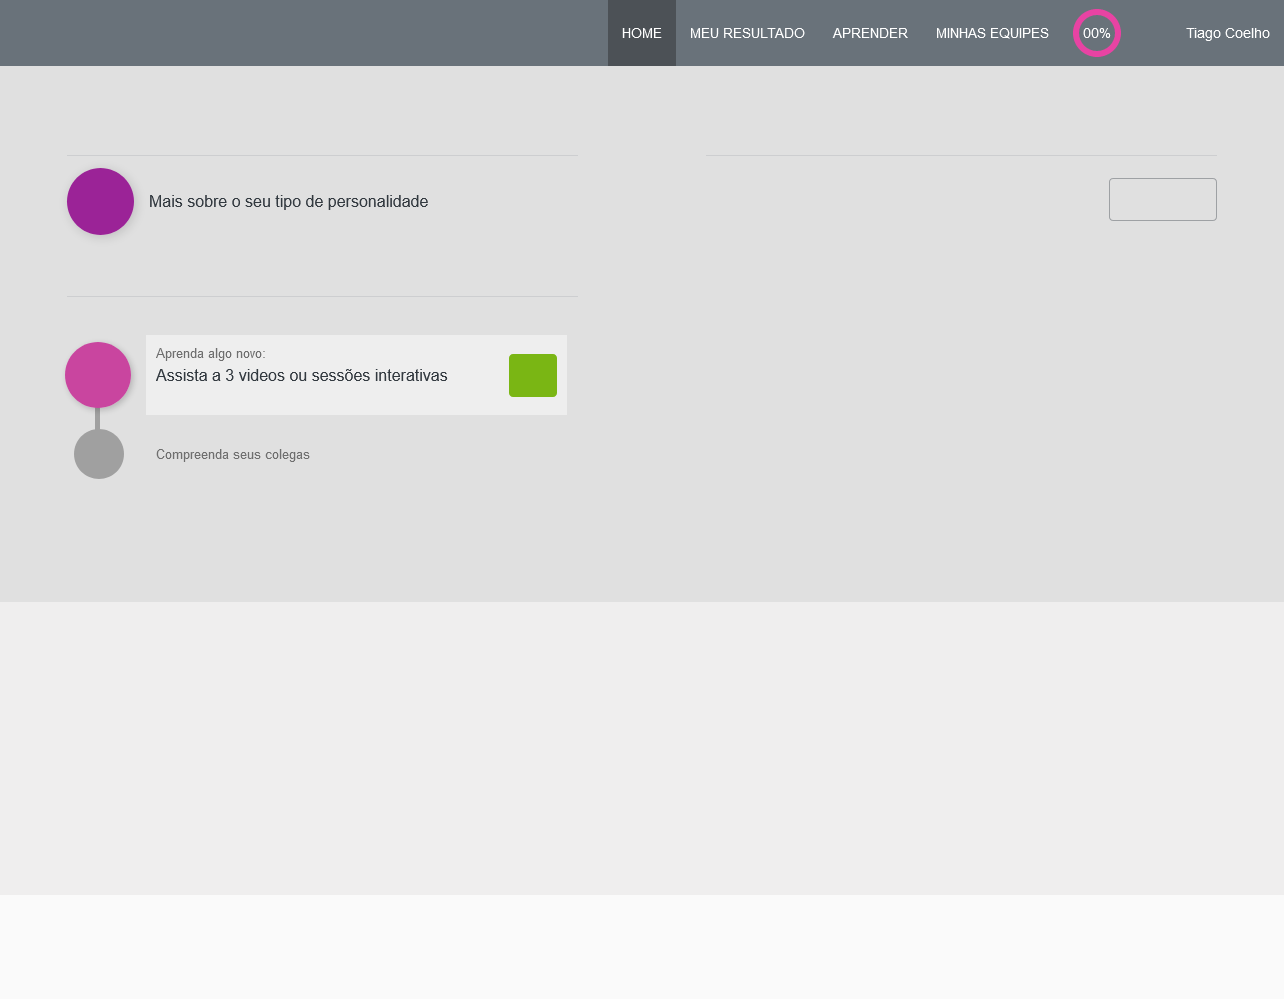 HOME
MEU RESULTADO
APRENDER
MINHAS EQUIPES
00%
Tiago Coelho
Mais sobre o seu tipo de personalidade
Aprenda algo novo:
Assista a 3 videos ou sessões interativas
Compreenda seus colegas